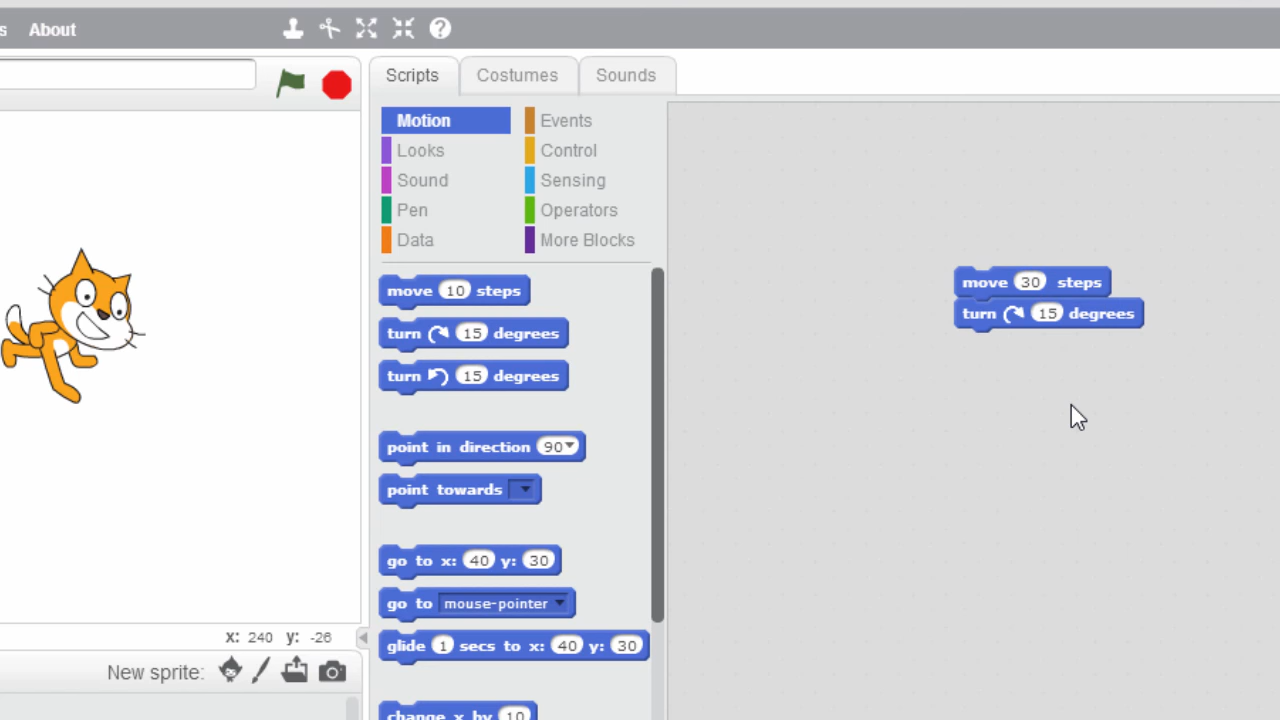 s About
Scripts Costumes Sounds
Motion Events
Looks Control
Sound Sensing
Pen Operators
Data More Blocks
move 10 steps
turn 15 degrees
turn 15 degrees
point in direction 90
point towards
go to x: 40 y: 30
go to mouse-pointer
glide 1 secs to x: 40 y: 30
change x by 10
move 30 steps
turn 15 degrees
x: 240 y: -26
New sprite: